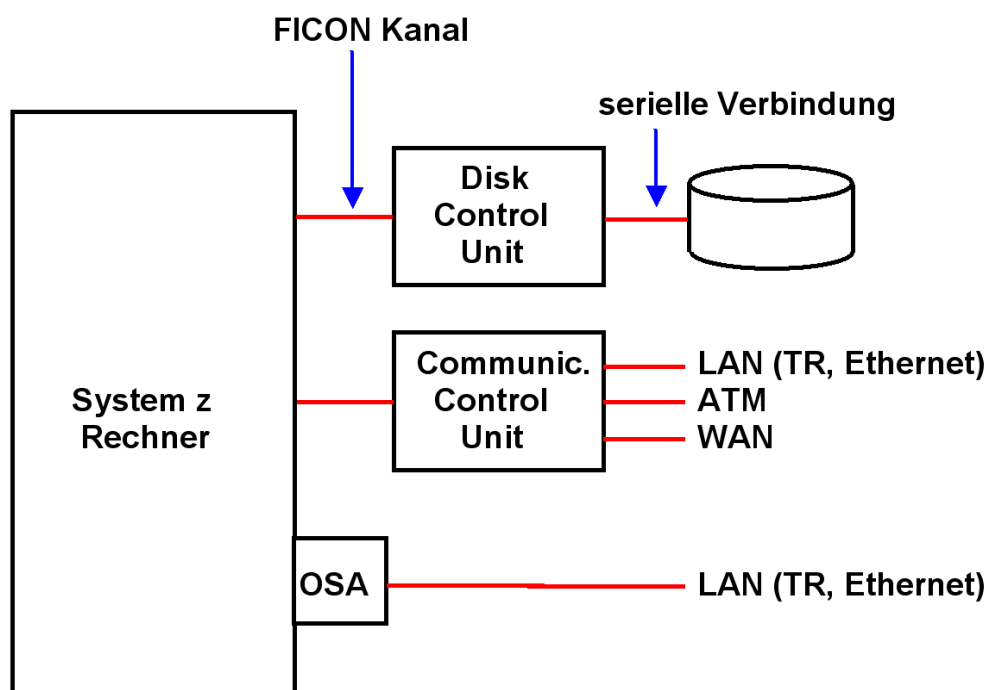 FICON Kanal
serielle Verbindung
Disk
Control
Unit
Communic.
Control
Unit
LAN (TR, Ethernet)
ATM
WAN
System z
Rechner
OSA
LAN (TR, Ethernet)